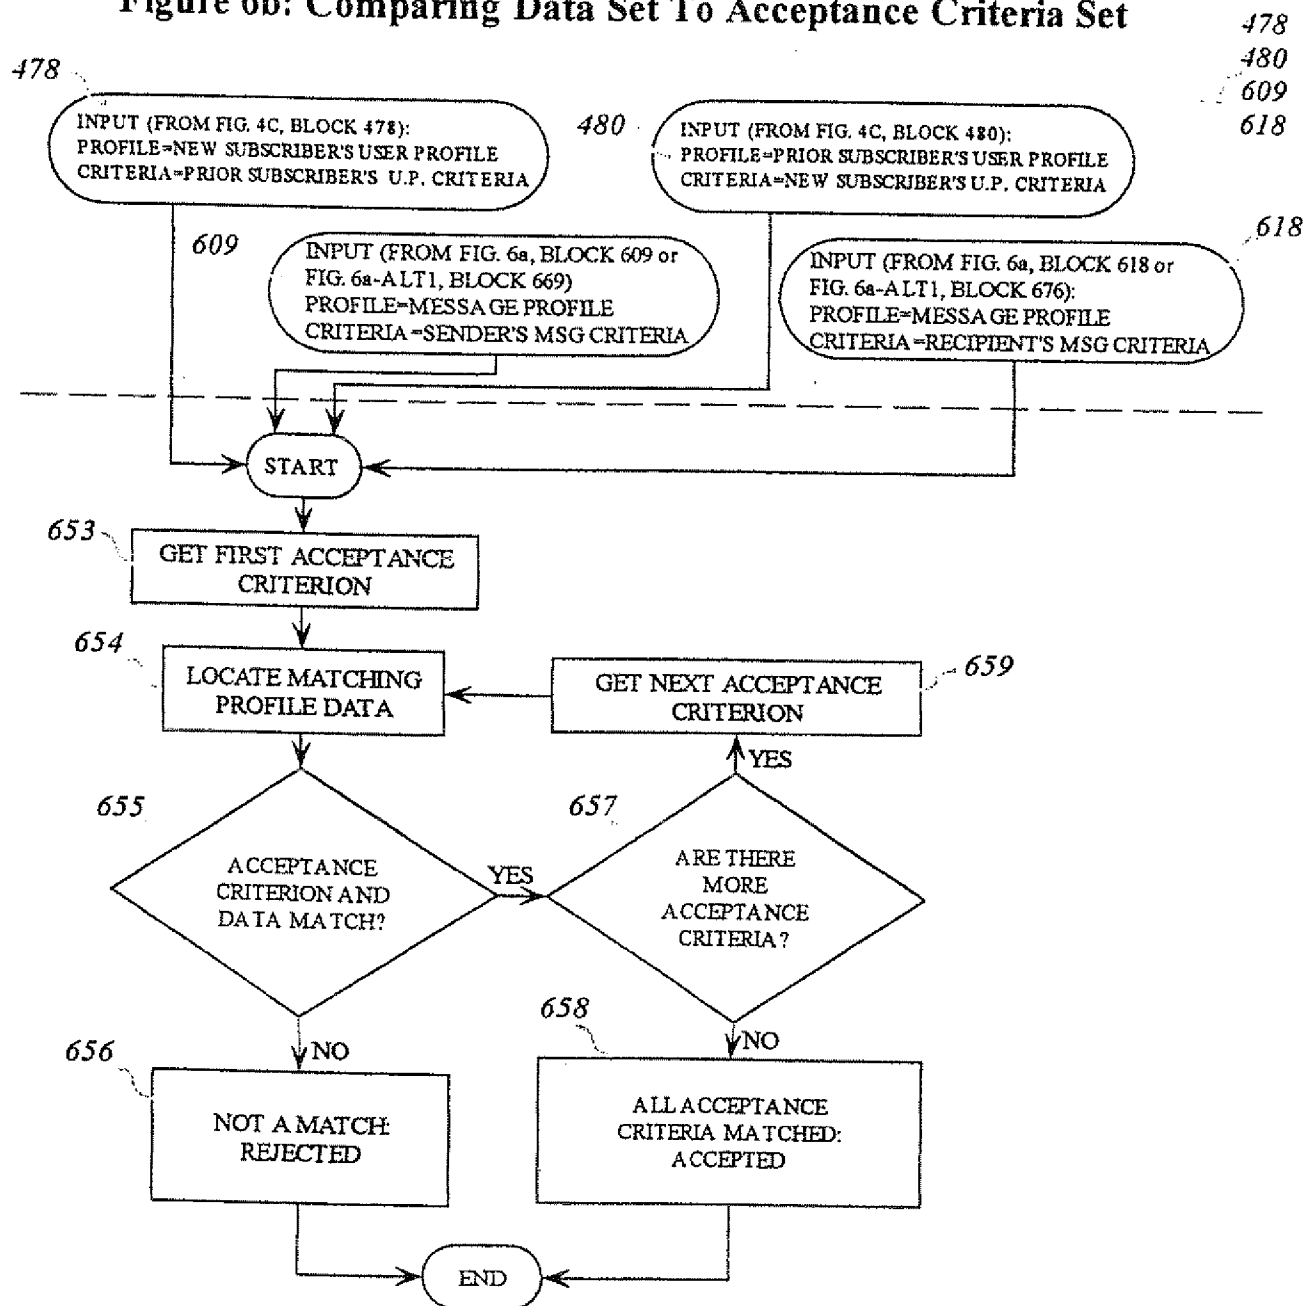 Figure 6b: Comparing Data Set To Acceptance Criteria Set
478
480
609
618
478
INPUT (FROM FIG. 4C, BLOCK 478):
PROFILE=NEW SUBSCRIBER'S USER PROFILE
CRITERIA=PRIOR SUBSCRIBER'S U.P. CRITERIA
480
INPUT (FROM FIG. 4C, BLOCK 480):
PROFILE=PRIOR SUBSCRIBER'S USER PROFILE
CRITERIA=NEW SUBSCRIBER'S U.P. CRITERIA
609
INPUT (FROM FIG. 6a, BLOCK 609 or
FIG. 6a-ALT1, BLOCK 669)
PROFILE=MESSAGE PROFILE
CRITERIA=SENDER'S MSG CRITERIA
618
INPUT (FROM FIG. 6a, BLOCK 618 or
FIG. 6a-ALT1, BLOCK 676):
PROFILE=MESSAGE PROFILE
CRITERIA=RECIPIENT'S MSG CRITERIA
START
653
GET FIRST ACCEPTANCE
CRITERION
654
LOCATE MATCHING
PROFILE DATA
GET NEXT ACCEPTANCE
CRITERION
659
YES
655
ACCEPTANCE
CRITERION AND
DATA MATCH?
YES
657
ARE THERE
MORE
ACCEPTANCE
CRITERIA?
NO
656
NOT A MATCH:
REJECTED
658
NO
ALL ACCEPTANCE
CRITERIA MATCHED:
ACCEPTED
END